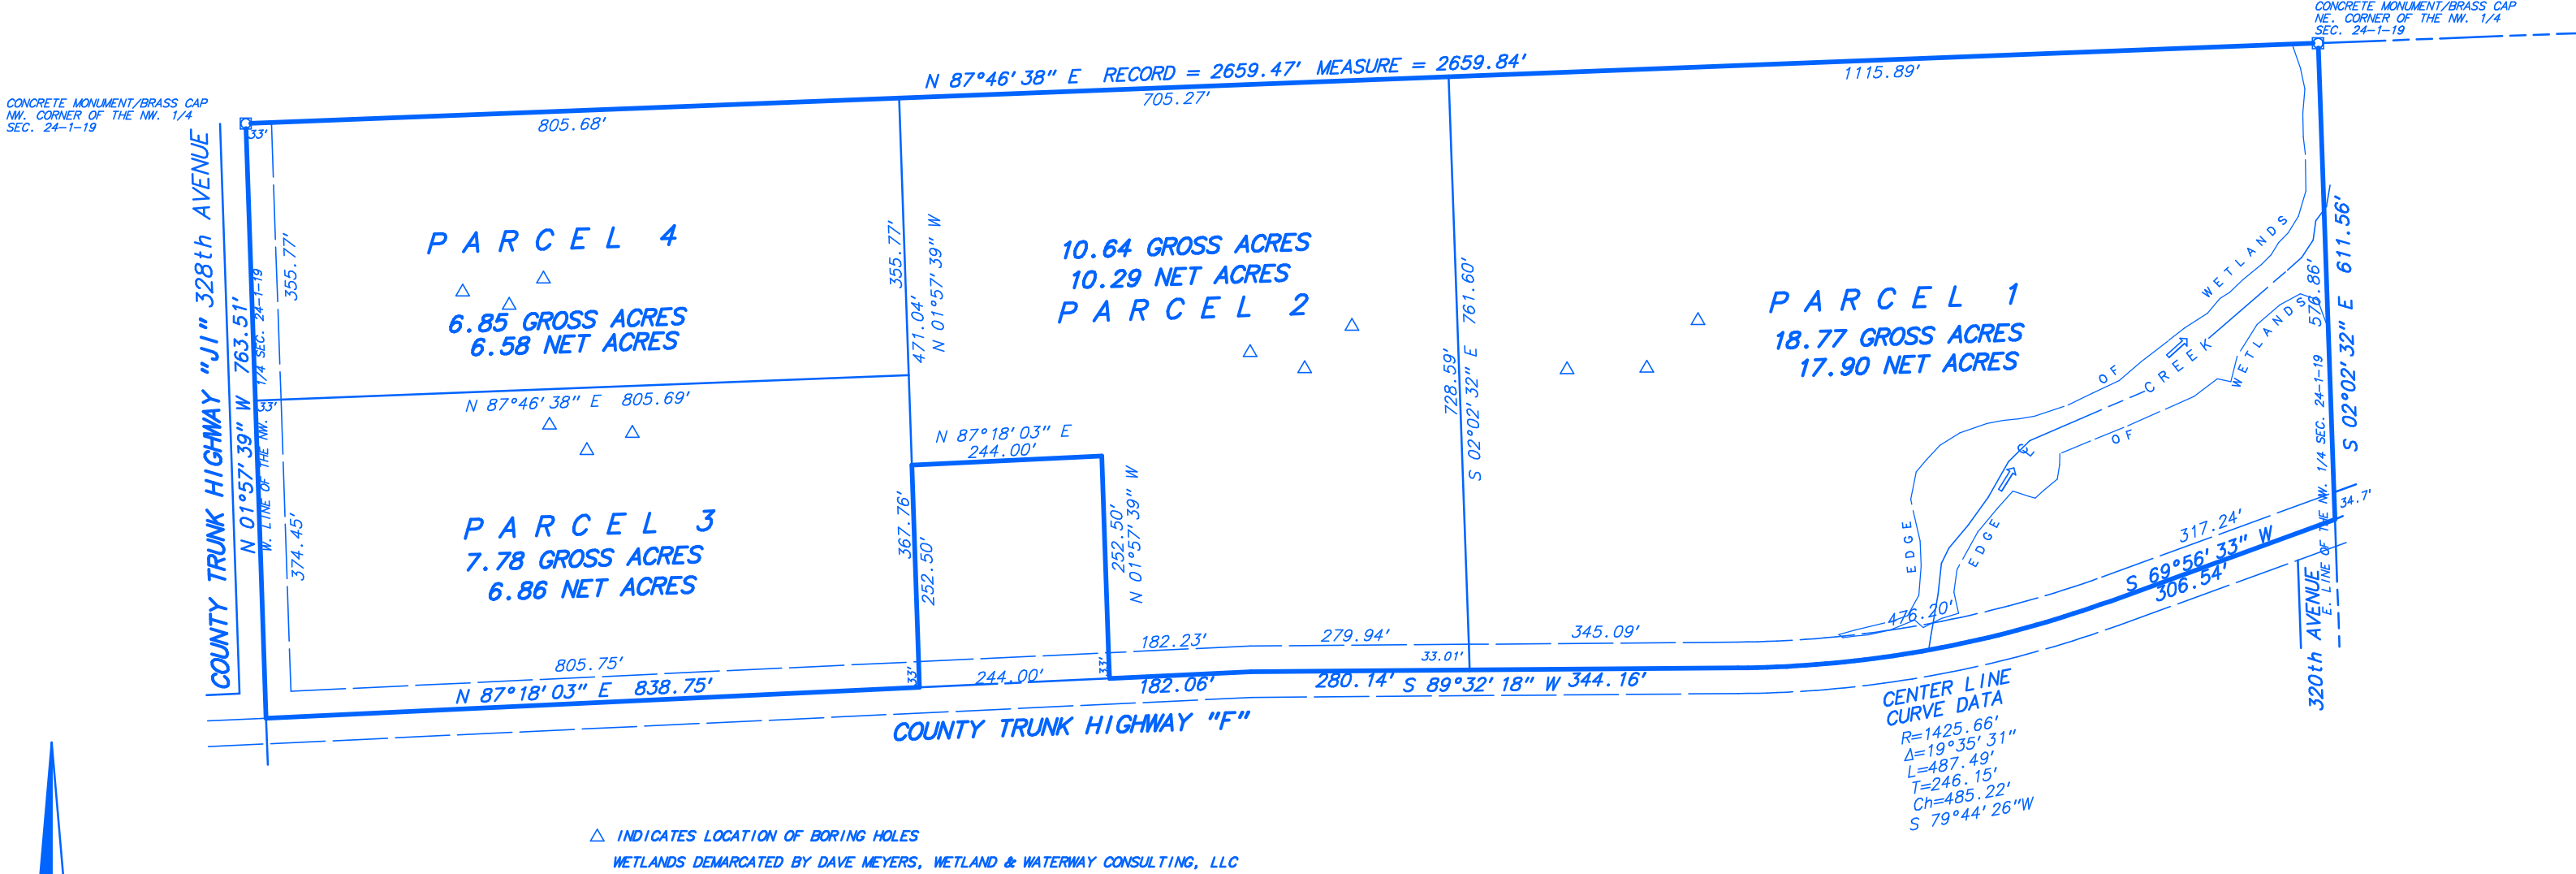 CONCRETE MONUMENT/BRASS CAP
NE. CORNER OF THE NW. 1/4
SEC. 24-1-19
N 87°46'38" E RECORD = 2659.47' MEASURE = 2659.84'
CONCRETE MONUMENT/BRASS CAP
NW. CORNER OF THE NW. 1/4
SEC. 24-1-19
33'
805.68'
705.27'
1115.89'
COUNTY TRUNK HIGHWAY "JI" 328th AVENUE
N 01°57'39" W 763.51'
W. LINE OF THE NW. 1/4 SEC. 24-1-19
355.77'
PARCEL 4
6.85 GROSS ACRES
6.58 NET ACRES
355.77'
471.04'
N 01°57'39" W
10.64 GROSS ACRES
10.29 NET ACRES
PARCEL 2
728.59'
S 02°02'32" E 761.60'
PARCEL 1
18.77 GROSS ACRES
17.90 NET ACRES
EDGE OF WETLANDS
℄ CREEK
EDGE OF WETLANDS
576.86'
S 02°02'32" E 611.56'
E. LINE OF THE NW. 1/4 SEC. 24-1-19
34.7'
33'
N 87°46'38" E 805.69'
374.45'
PARCEL 3
7.78 GROSS ACRES
6.86 NET ACRES
367.76'
252.50'
N 87°18'03" E
244.00'
252.50'
N 01°57'39" W
805.75'
N 87°18'03" E 838.75'
33'
244.00'
33'
182.23'
182.06'
279.94'
280.14'
33.01'
345.09'
S 89°32'18" W 344.16'
476.20'
317.24'
S 69°56'33" W
306.54'
320th AVENUE
COUNTY TRUNK HIGHWAY "F"
CENTER LINE
CURVE DATA
R=1425.66'
Δ=19°35'31"
L=487.49'
T=246.15'
Ch=485.22'
S 79°44'26"W
△ INDICATES LOCATION OF BORING HOLES
WETLANDS DEMARCATED BY DAVE MEYERS, WETLAND & WATERWAY CONSULTING, LLC